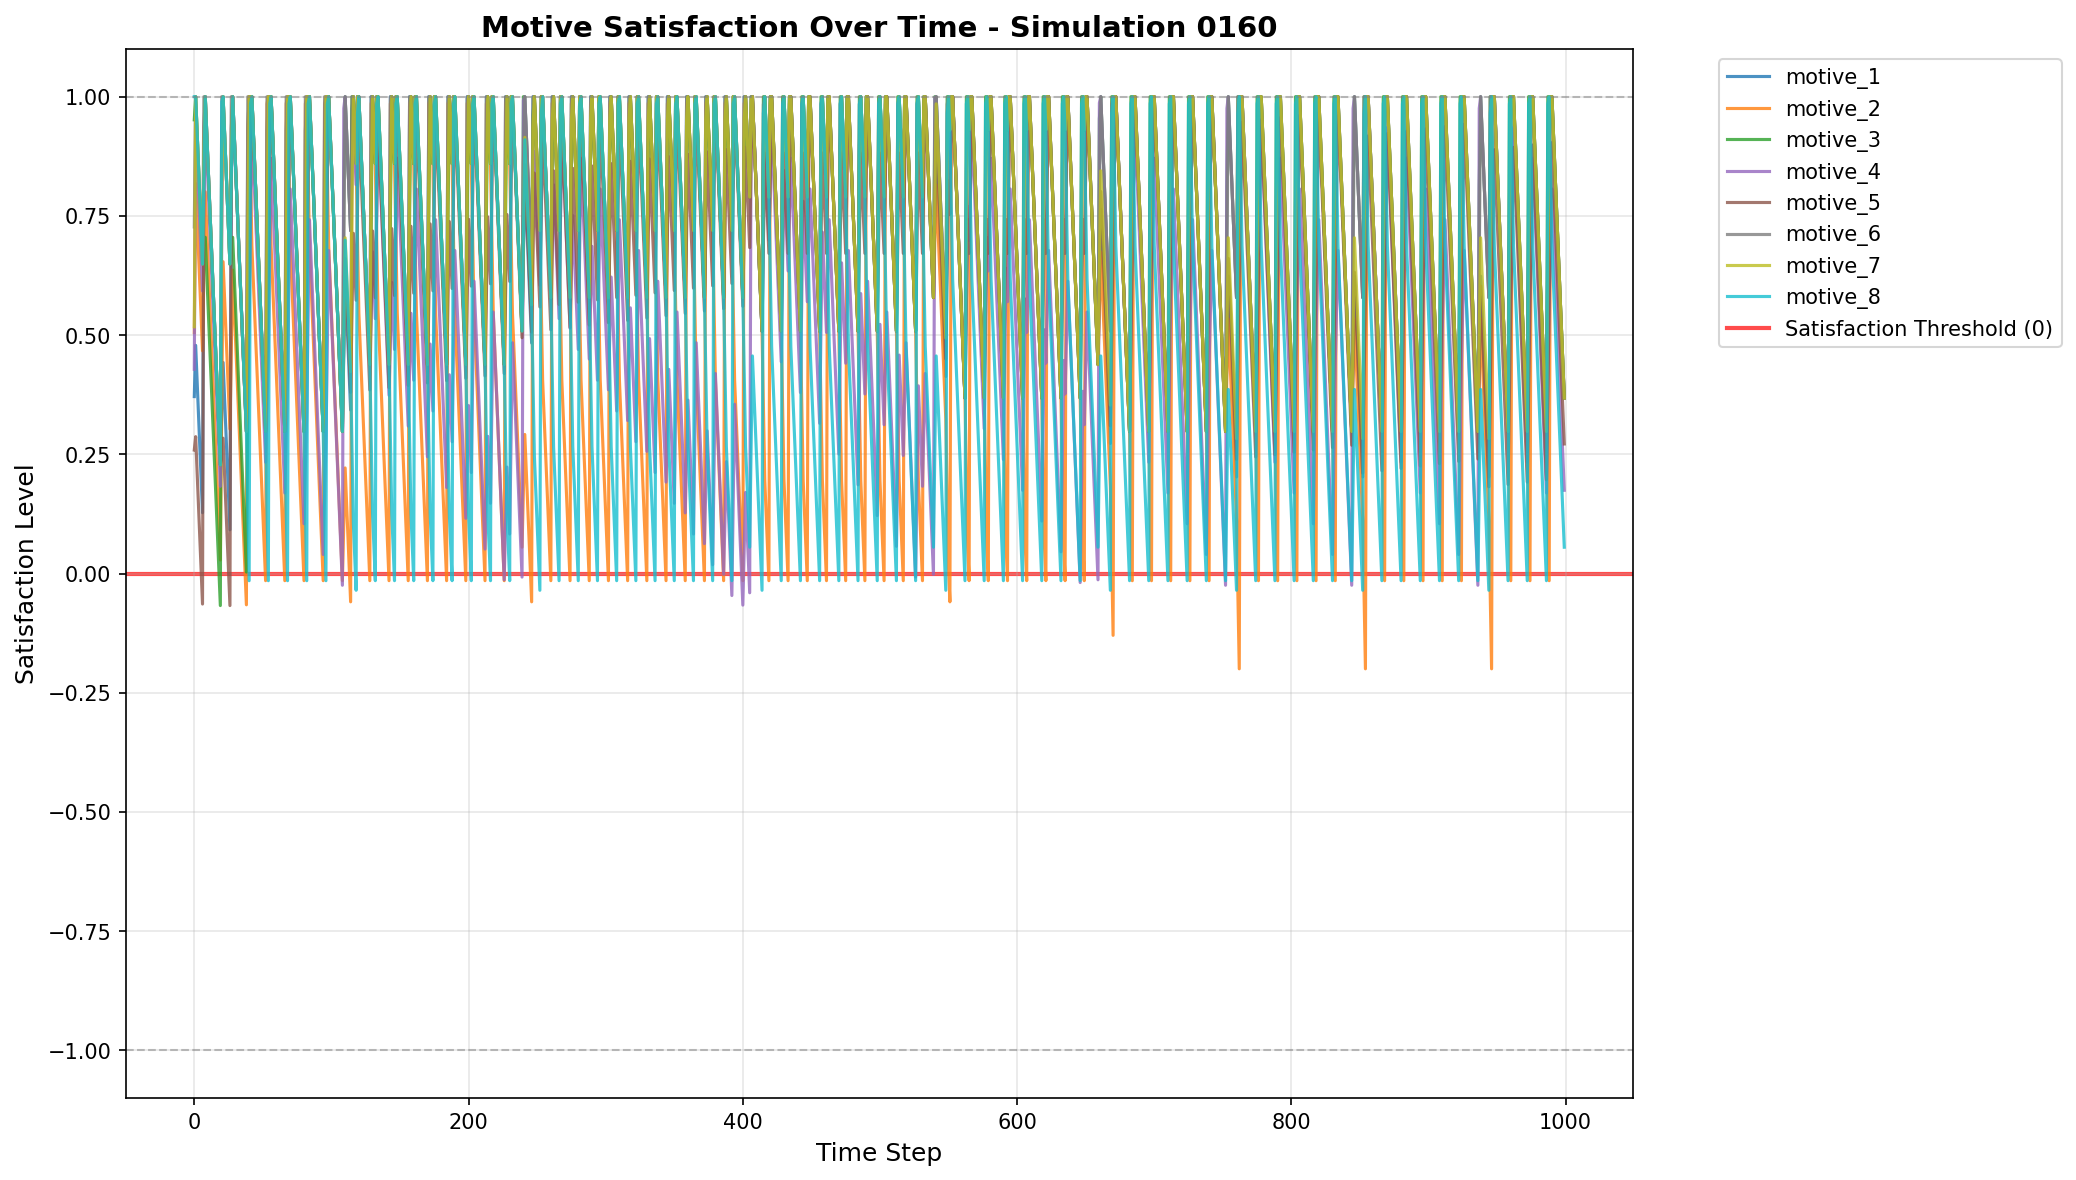 Motive Satisfaction Over Time - Simulation 0160
1.00
0.75
0.50
0.25
0.00
−0.25
−0.50
−0.75
−1.00
Satisfaction Level
0 200 400 600 800 1000
Time Step
motive_1
motive_2
motive_3
motive_4
motive_5
motive_6
motive_7
motive_8
Satisfaction Threshold (0)